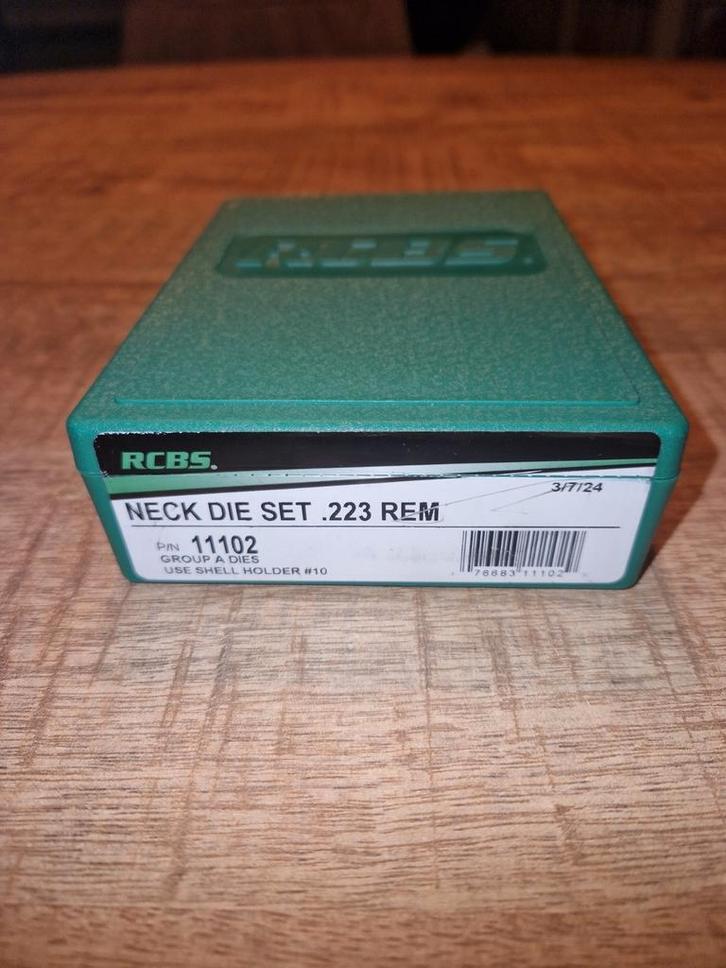 RCBS.
RCBS.
3/7/24
NECK DIE SET .223 REM
P/N 11102
GROUP A DIES
USE SHELL HOLDER #10
76683 11102